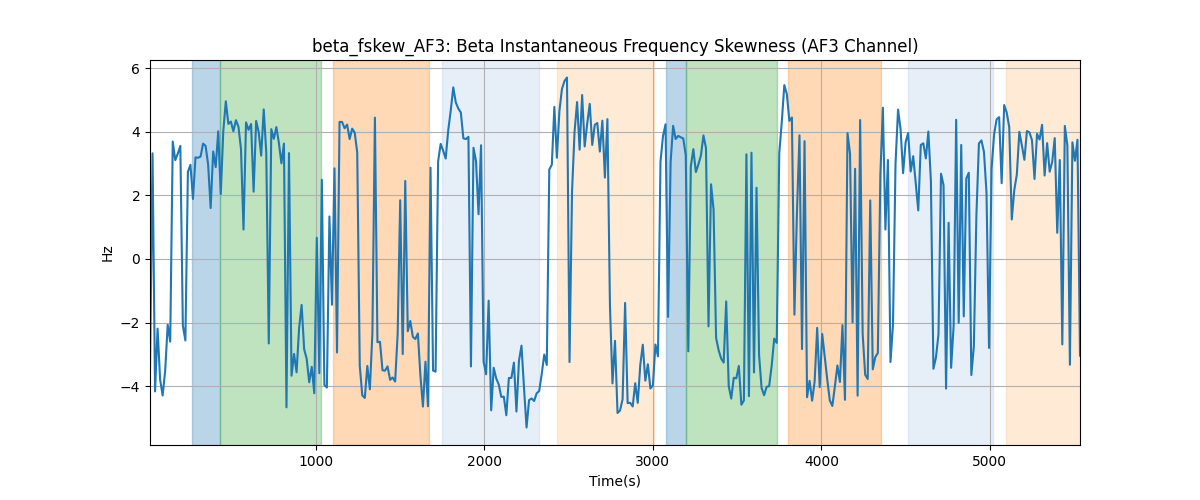 beta_fskew_AF3: Beta Instantaneous Frequency Skewness (AF3 Channel)
6
4
2
0
−2
−4
Hz
1000 2000 3000 4000 5000
Time(s)